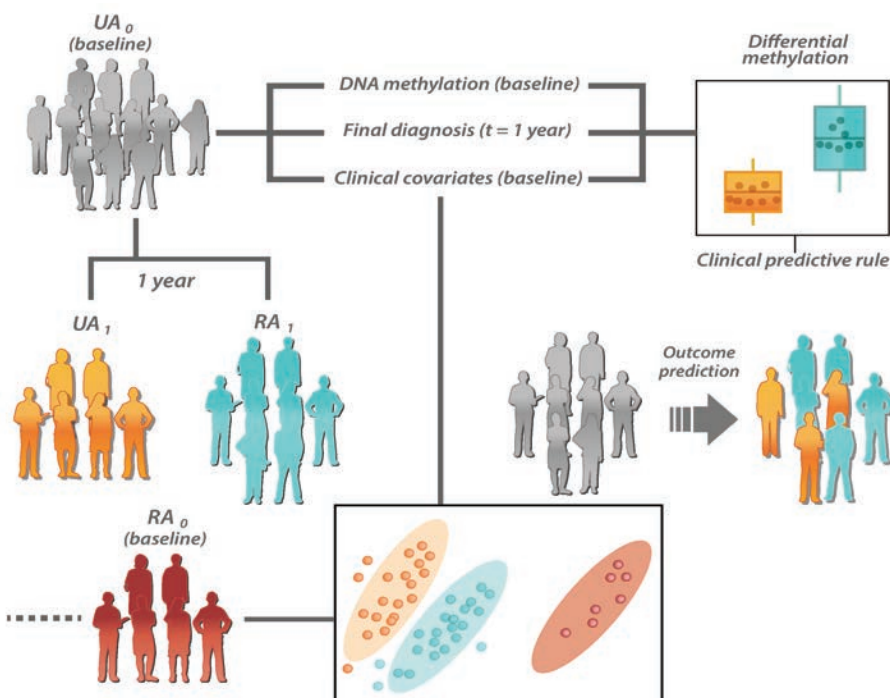 UA 0
(baseline)
DNA methylation (baseline)
Final diagnosis (t = 1 year)
Clinical covariates (baseline)
Differential
methylation
Clinical predictive rule
1 year
UA 1
RA 1
Outcome
prediction
RA 0
(baseline)